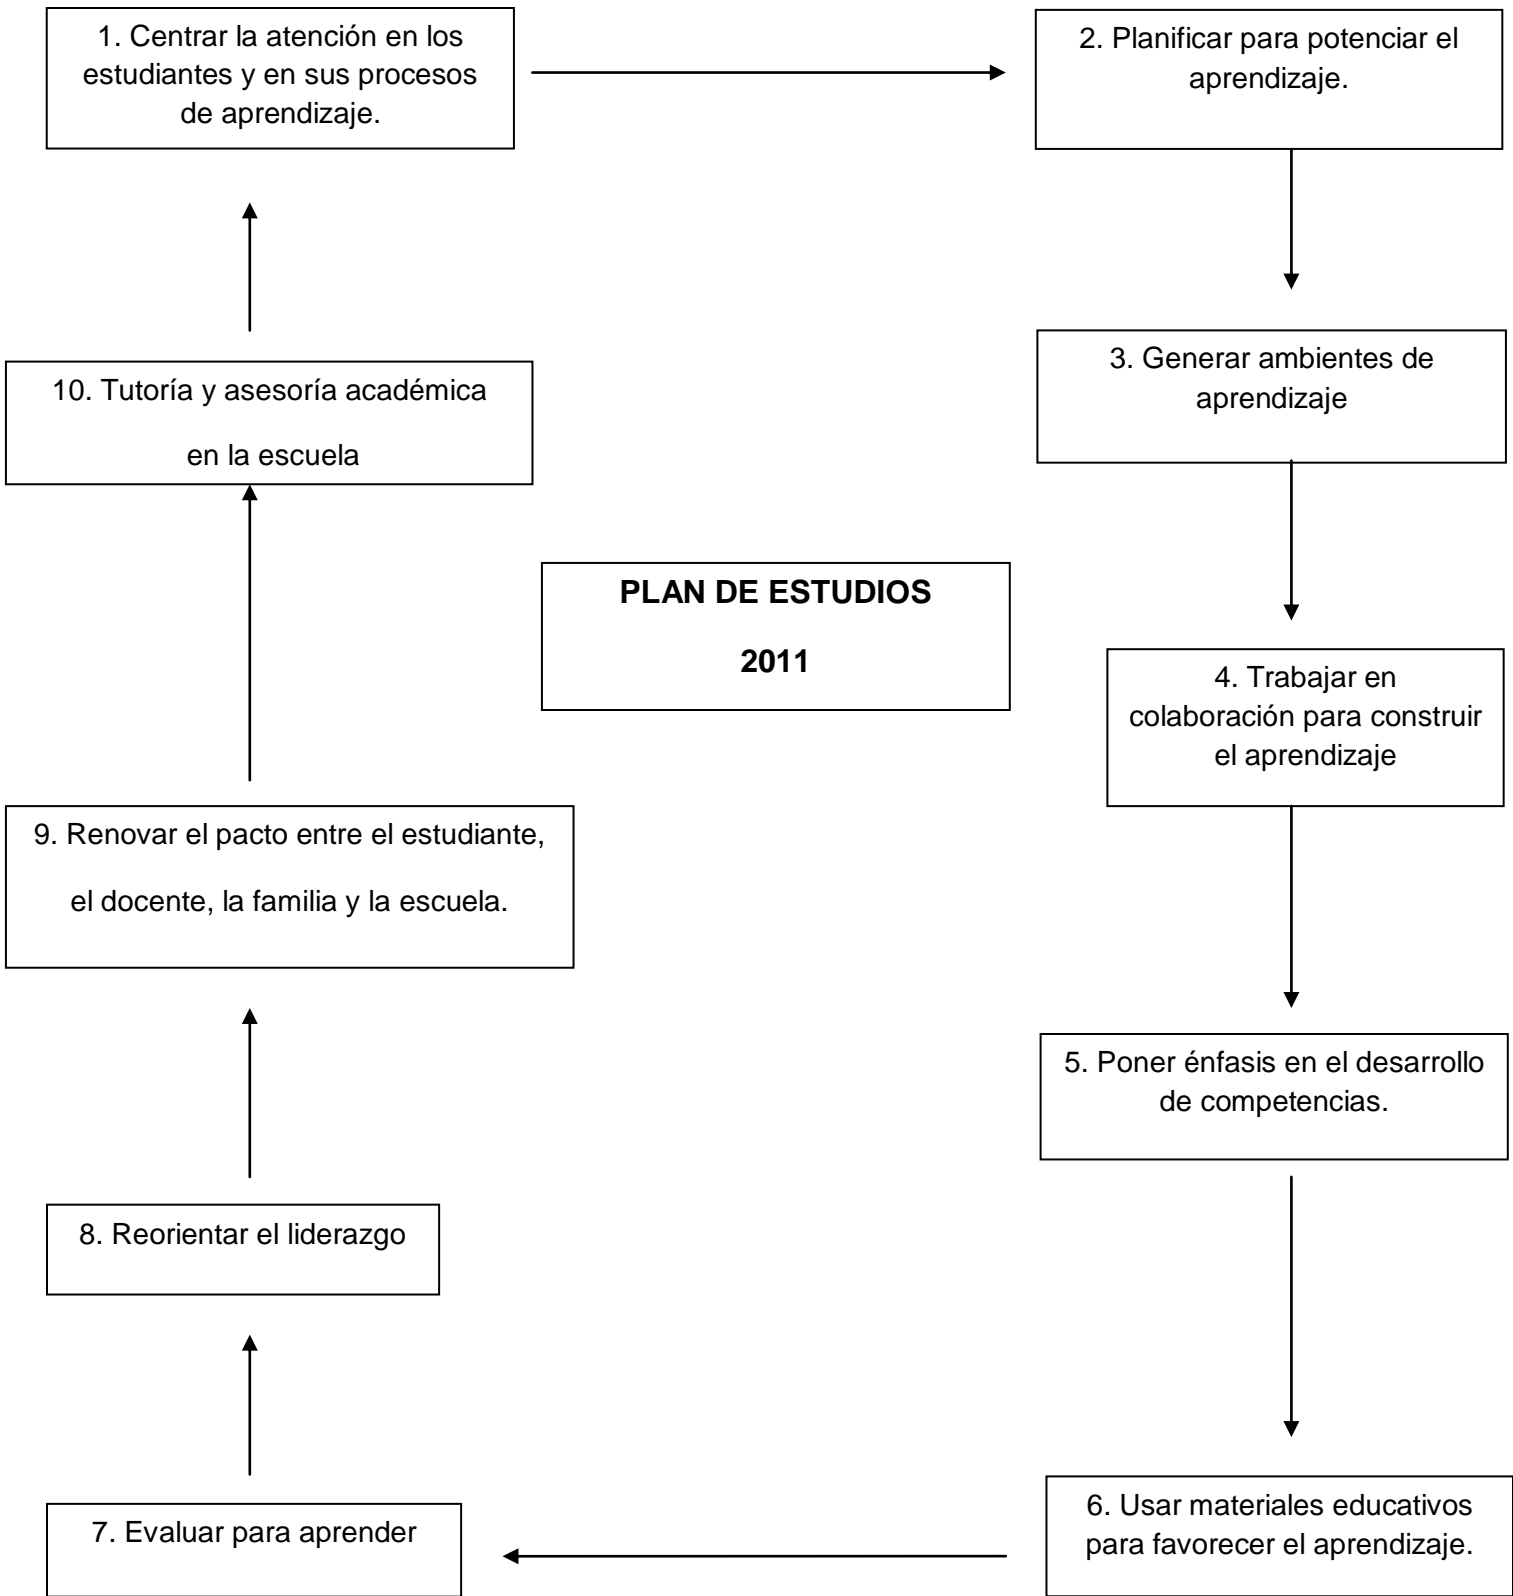 1. Centrar la atención en los
estudiantes y en sus procesos
de aprendizaje.
2. Planificar para potenciar el
aprendizaje.
3. Generar ambientes de
aprendizaje
4. Trabajar en
colaboración para construir
el aprendizaje
5. Poner énfasis en el desarrollo
de competencias.
6. Usar materiales educativos
para favorecer el aprendizaje.
7. Evaluar para aprender
8. Reorientar el liderazgo
9. Renovar el pacto entre el estudiante,
el docente, la familia y la escuela.
10. Tutoría y asesoría académica
en la escuela
PLAN DE ESTUDIOS
2011